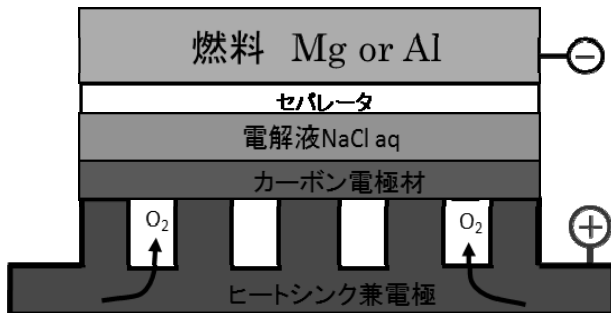 燃料 Mg or Al
−
セパレータ
電解液NaCl aq
カーボン電極材
O2 O2
+
ヒートシンク兼電極